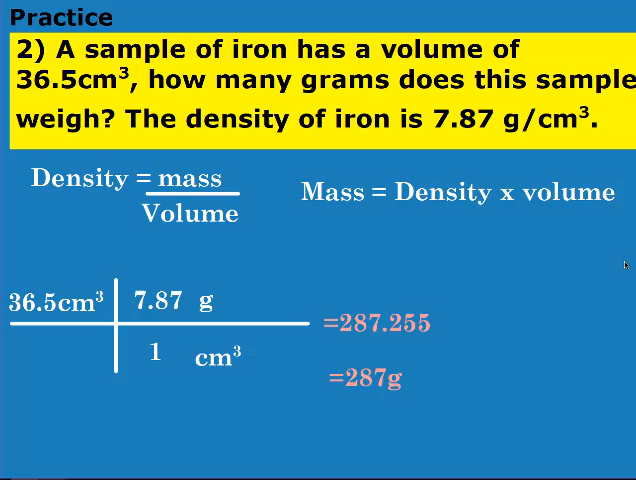 Practice
2) A sample of iron has a volume of
36.5cm³, how many grams does this sample
weigh? The density of iron is 7.87 g/cm³.
Density = mass
Volume
Mass = Density x volume
36.5cm³ 7.87 g
1 cm³
=287.255
=287g